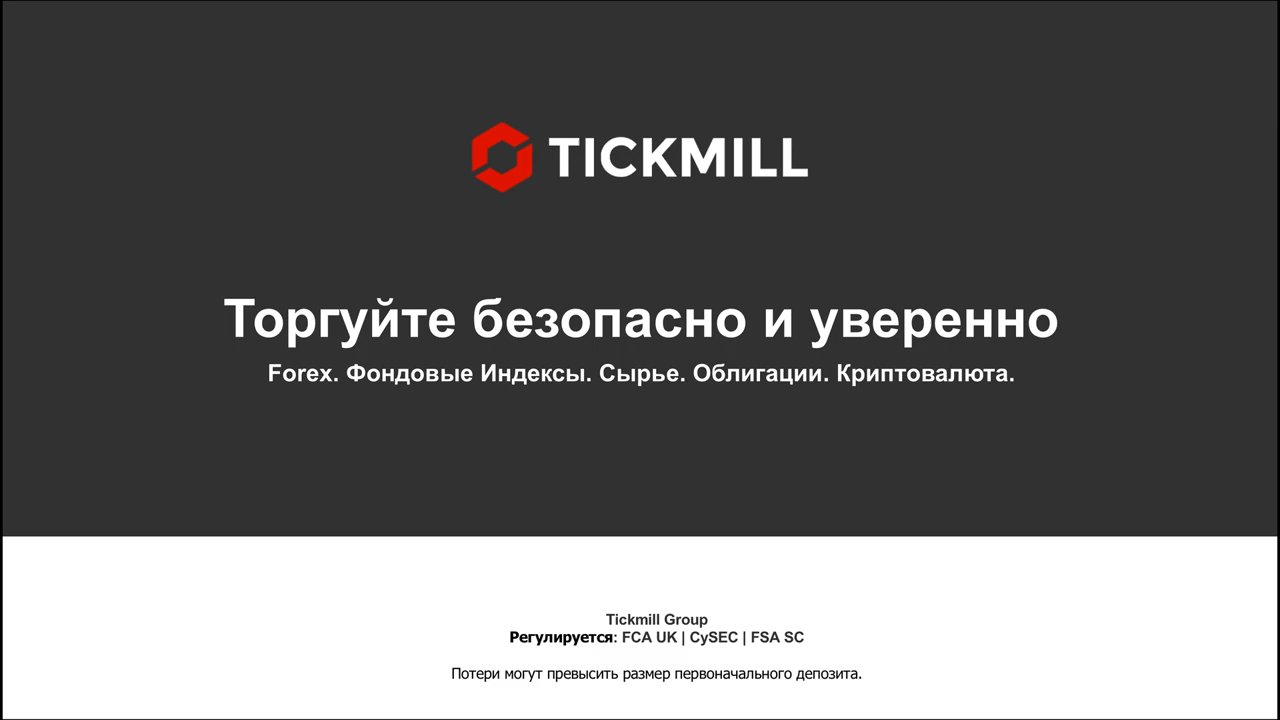 TICKMILL
Торгуйте безопасно и уверенно
Forex. Фондовые Индексы. Сырье. Облигации. Криптовалюта.
Tickmill Group
Регулируется: FCA UK | CySEC | FSA SC
Потери могут превысить размер первоначального депозита.